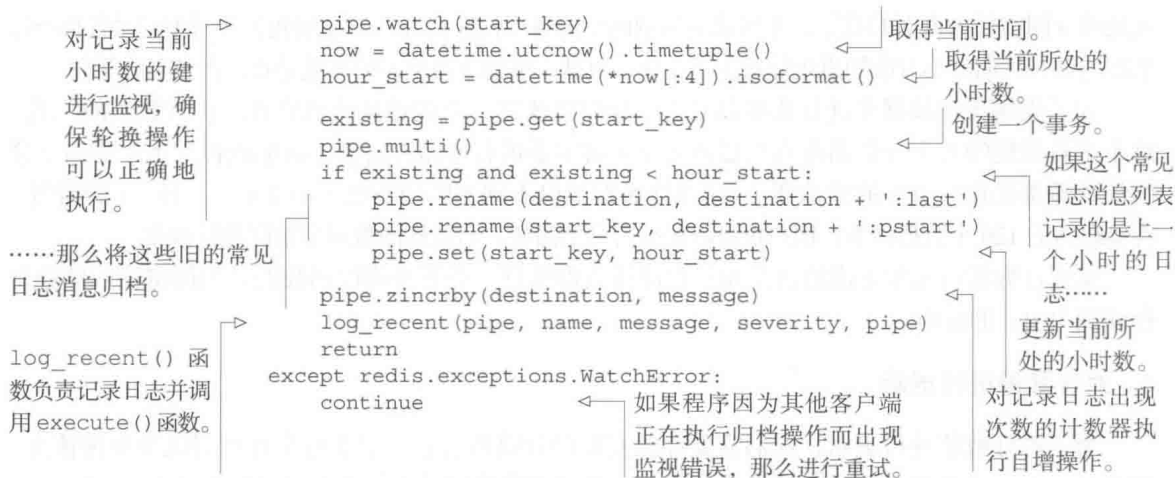 pipe.watch(start_key)
now = datetime.utcnow().timetuple()
hour_start = datetime(*now[:4]).isoformat()
existing = pipe.get(start_key)
pipe.multi()
if existing and existing < hour_start:
pipe.rename(destination, destination + ':last')
pipe.rename(start_key, destination + ':pstart')
pipe.set(start_key, hour_start)
pipe.zincrby(destination, message)
log_recent(pipe, name, message, severity, pipe)
return
except redis.exceptions.WatchError:
continue
对记录当前
小时数的键
进行监视，确
保轮换操作
可以正确地
执行。
……那么将这些旧的常见
日志消息归档。
log_recent() 函
数负责记录日志并调
用 execute()函数。
取得当前时间。
取得当前所处的
小时数。
创建一个事务。
如果这个常见
日志消息列表
记录的是上一
个小时的日
志……
更新当前所
处的小时数。
对记录日志出现
次数的计数器执
行自增操作。
如果程序因为其他客户端
正在执行归档操作而出现
监视错误，那么进行重试。